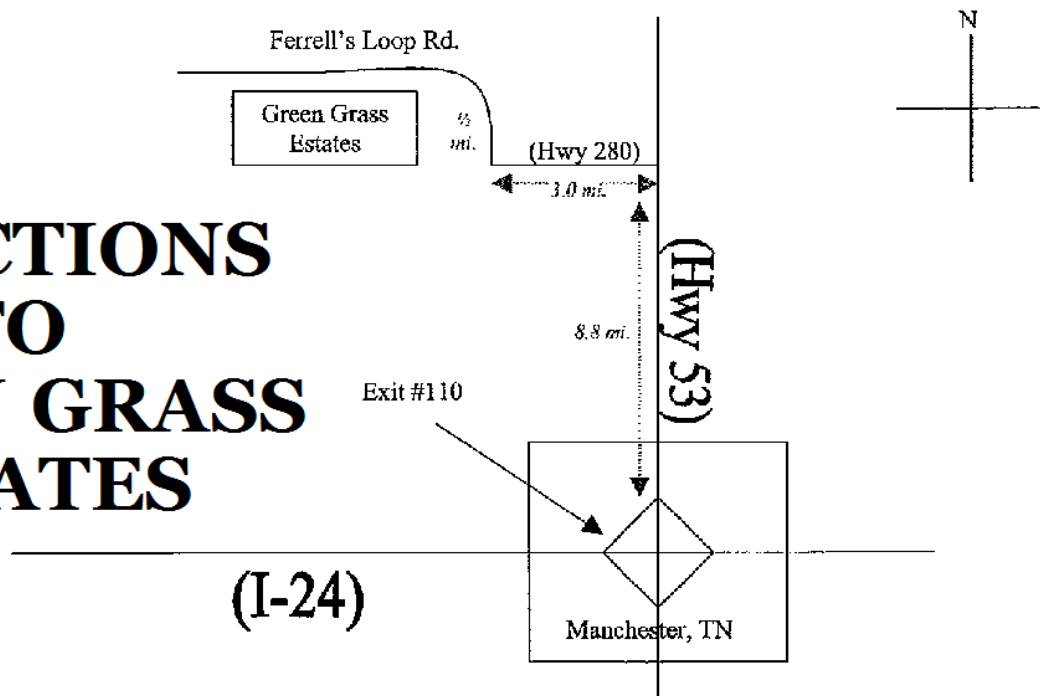 N
Ferrell's Loop Rd.
Green Grass
Estates
½
mi.
(Hwy 280)
3.0 mi.
CTIONS
TO
GRASS
ATES
(Hwy 53)
8.8 mi.
Exit #110
(I-24)
Manchester, TN